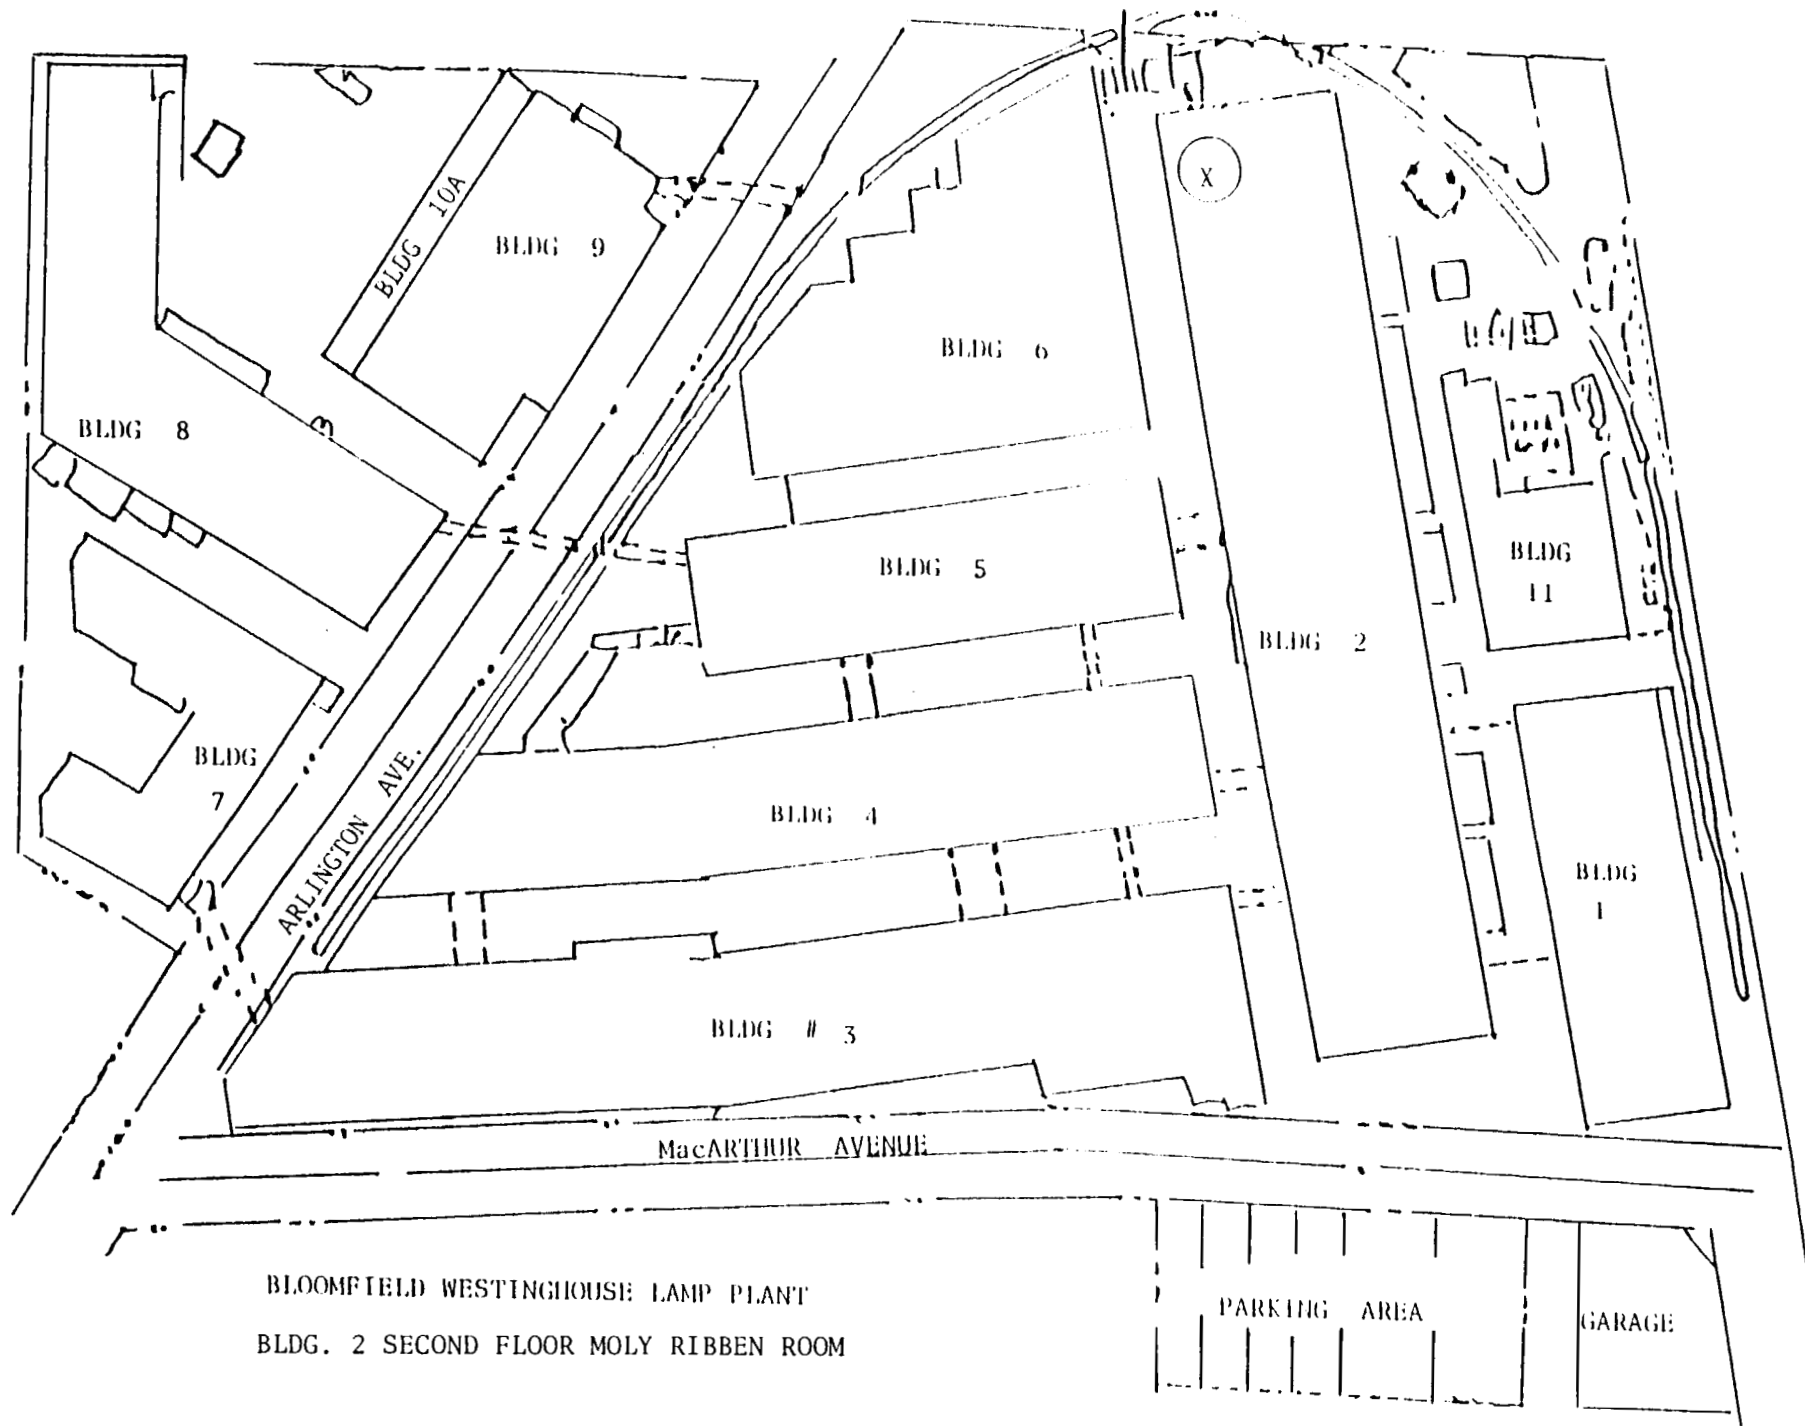 BLDG 10A
BLDG 9
X
BLDG 6
BLDG 8
BLDG 5
BLDG
11
BLDG 2
BLDG
7
ARLINGTON AVE.
BLDG 4
BLDG
1
BLDG # 3
MacARTHUR AVENUE
BLOOMFIELD WESTINGHOUSE LAMP PLANT
BLDG. 2 SECOND FLOOR MOLY RIBBEN ROOM
PARKING AREA
GARAGE